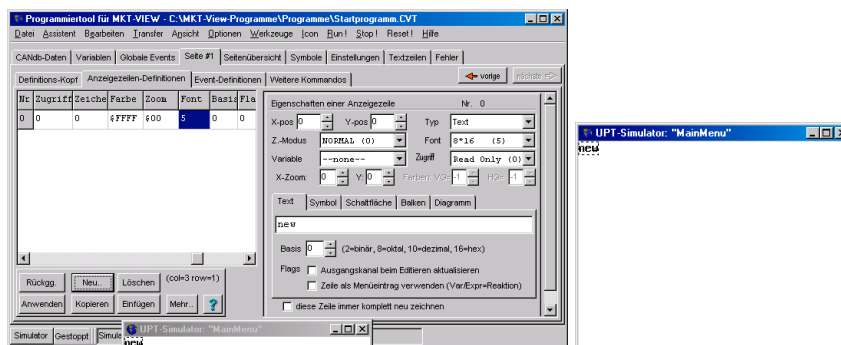 Programmiertool für MKT-VIEW - C:\MKT-View-Programme\Programme\Startprogramm.CVT
Datei Assistent Bearbeiten Transfer Ansicht Optionen Werkzeuge Icon Run! Stop! Reset! Hilfe
CANdb-Daten Variablen Globale Events Seite #1 Seitenübersicht Symbole Einstellungen Textzeilen Fehler
Definitions-Kopf Anzeigezeilen-Definitionen Event-Definitionen Weitere Kommandos vorige nächste
Nr Zugriff Zeiche Farbe Zoom Font Basis Fla
0 0 0 $FFFF $00 5 0 0
Eigenschaften einer Anzeigezeile Nr. 0
X-pos 0 Y-pos 0 Typ Text
Z.-Modus NORMAL (0) Font 8*16 (5)
Variable --none-- Zugriff Read Only (0)
X-Zoom: 0 Y: 0 Farben: VG= -1 HG= -1
Text Symbol Schaltfläche Balken Diagramm
new
Basis 0 (2=binär, 8=oktal, 10=dezimal, 16=hex)
Flags Ausgangskanal beim Editieren aktualisieren
Zeile als Menüeintrag verwenden (Var/Expr=Reaktion)
diese Zeile immer komplett neu zeichnen
Rückgg. Neu.. Löschen (col=3 row=1)
Anwenden Kopieren Einfügen Mehr.. ?
Simulator Gestoppt Simule
UPT-Simulator: "MainMenu"
new
UPT-Simulator: "MainMenu"
new